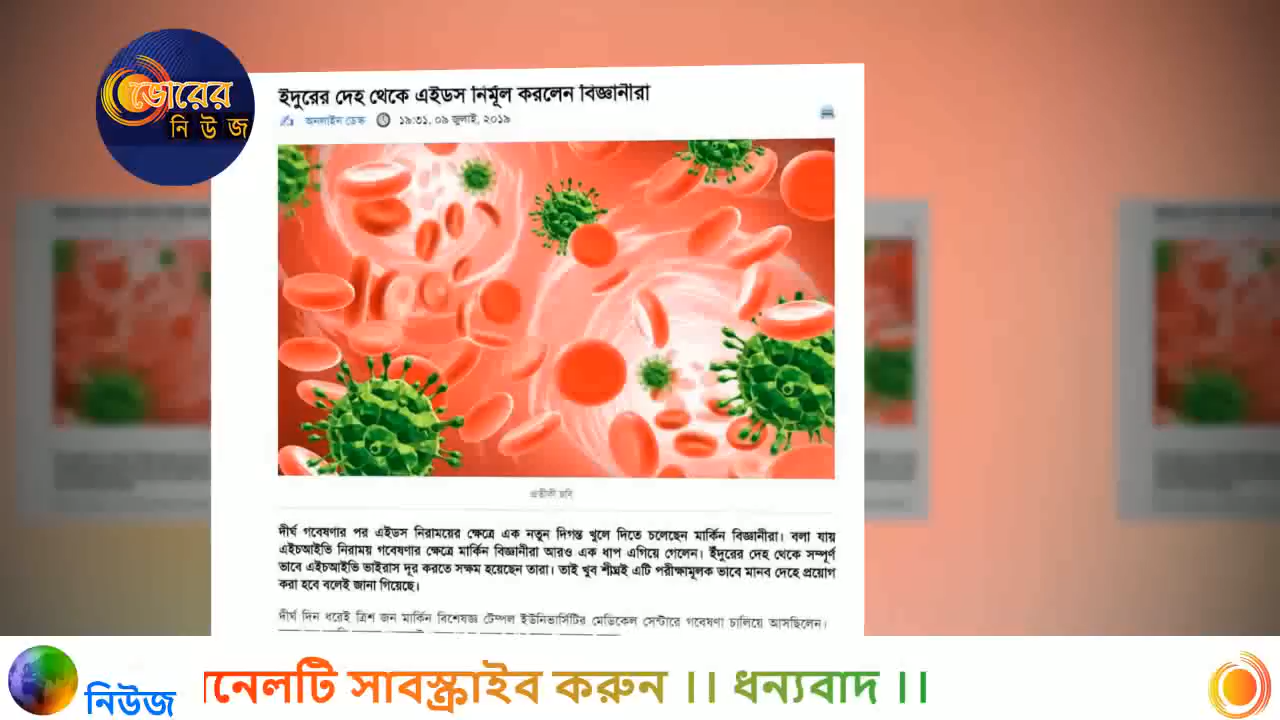 ভোরের
নিউজ
ইঁদুরের দেহ থেকে এইডস নির্মূল করলেন বিজ্ঞানীরা
অনলাইন ডেস্ক ১৯:৩১, ০৯ জুলাই, ২০১৯
প্রতীকী ছবি
দীর্ঘ গবেষণার পর এইডস নিরাময়ের ক্ষেত্রে এক নতুন দিগন্ত খুলে দিতে চলেছেন মার্কিন বিজ্ঞানীরা। বলা যায়
এইচআইভি নিরাময় গবেষণার ক্ষেত্রে মার্কিন বিজ্ঞানীরা আরও এক ধাপ এগিয়ে গেলেন। ইঁদুরের দেহ থেকে সম্পূর্ণ
ভাবে এইচআইভি ভাইরাস দূর করতে সক্ষম হয়েছেন তারা। তাই খুব শীঘ্রই এটি পরীক্ষামূলক ভাবে মানব দেহে প্রয়োগ
করা হবে বলেই জানা গিয়েছে।
দীর্ঘ দিন ধরেই ত্রিশ জন মার্কিন বিশেষজ্ঞ টেম্পল ইউনিভার্সিটির মেডিকেল সেন্টারে গবেষণা চালিয়ে আসছিলেন।
নিউজ
নেলটি সাবস্ক্রাইব করুন ।। ধন্যবাদ ।।